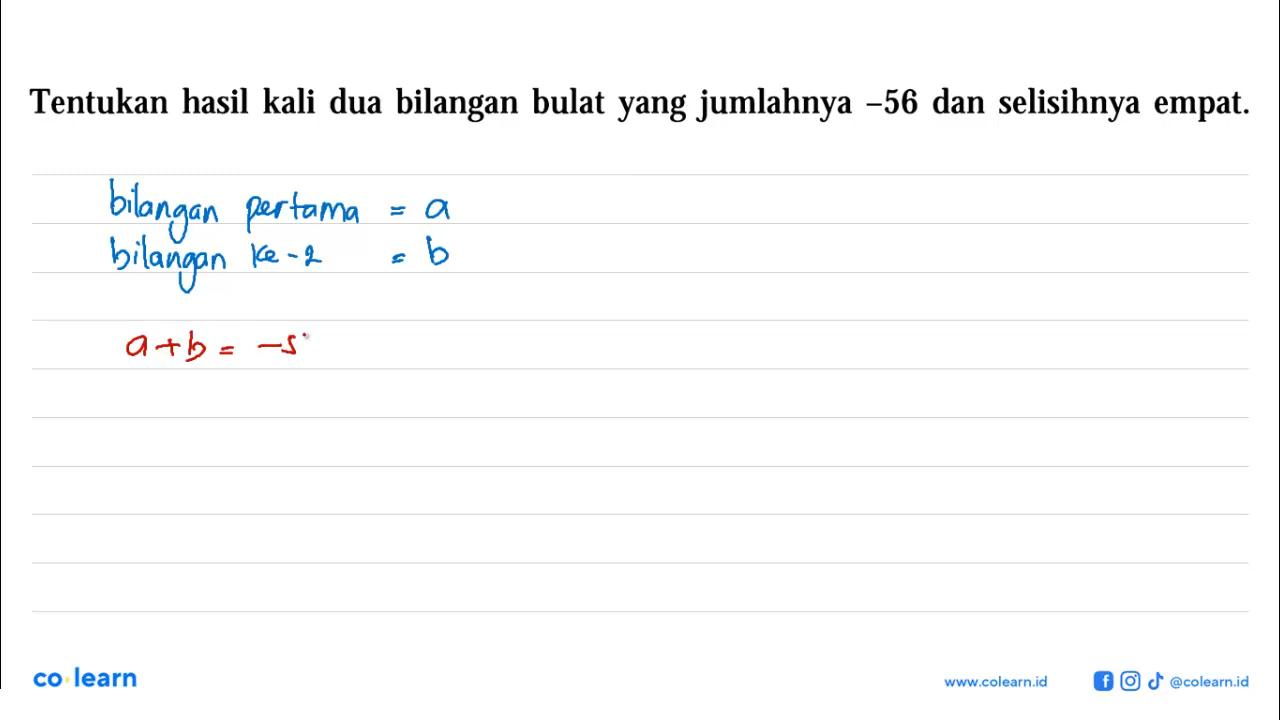 Tentukan hasil kali dua bilangan bulat yang jumlahnya –56 dan selisihnya empat.
bilangan pertama = a
bilangan ke-2 = b
a+b = -5
co·learn
www.colearn.id
@colearn.id